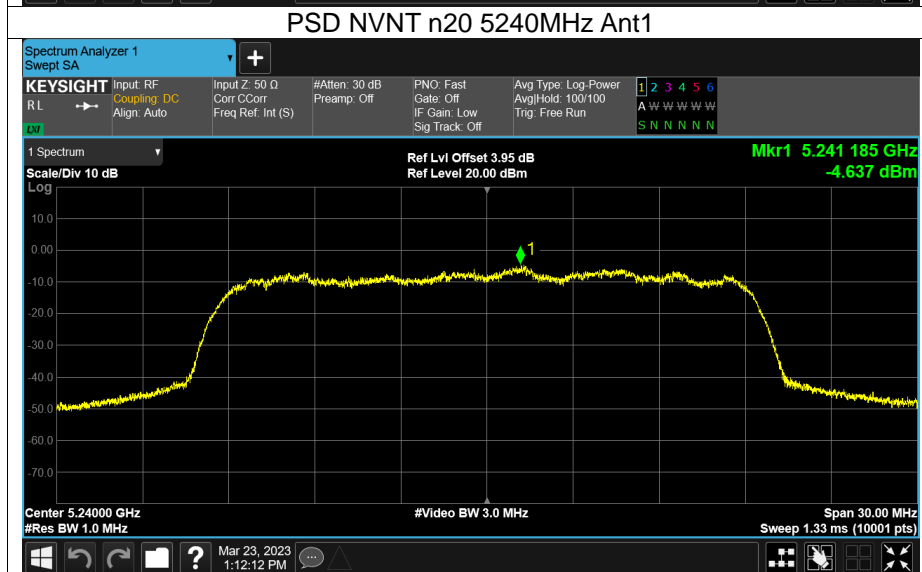 PSD NVNT n20 5240MHz Ant1
Spectrum Analyzer 1
Swept SA
+
KEYSIGHT Input: RF Input Z: 50 Ω #Atten: 30 dB PNO: Fast Avg Type: Log-Power 1 2 3 4 5 6
RL Coupling: DC Corr CCorr Preamp: Off Gate: Off Avg|Hold: 100/100 A W W W W W
Align: Auto Freq Ref: Int (S) IF Gain: Low Trig: Free Run
LXI Sig Track: Off S N N N N N
1 Spectrum Ref Lvl Offset 3.95 dB Mkr1 5.241 185 GHz
Scale/Div 10 dB Ref Level 20.00 dBm -4.637 dBm
Log
10.0
0.00
1
-10.0
-20.0
-30.0
-40.0
-50.0
-60.0
-70.0
Center 5.24000 GHz #Video BW 3.0 MHz Span 30.00 MHz
#Res BW 1.0 MHz Sweep 1.33 ms (10001 pts)
? Mar 23, 2023
1:12:12 PM